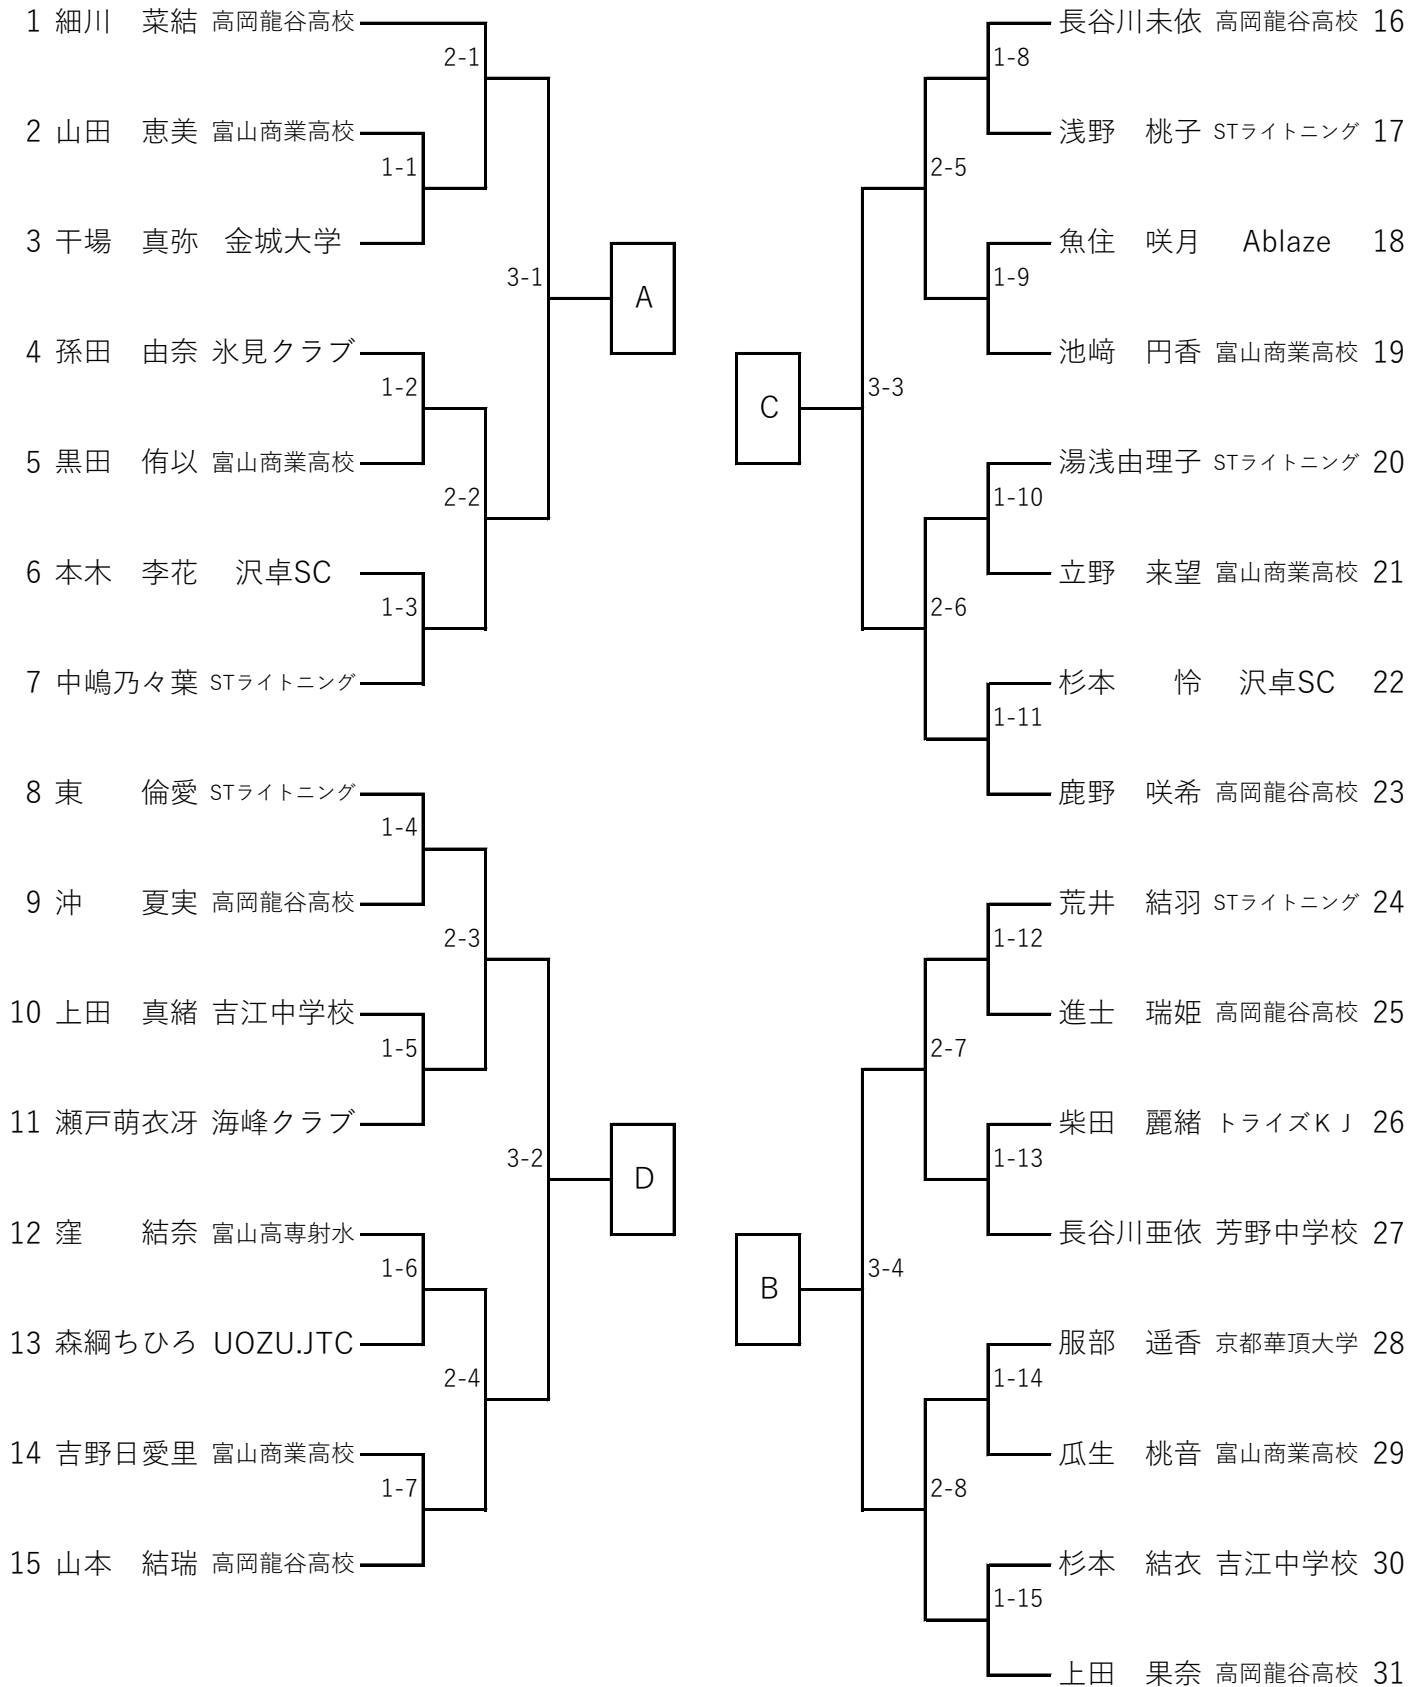 1 細川　菜結 高岡龍谷高校
2-1
2 山田　恵美 富山商業高校
1-1
3 干場　真弥 金城大学
3-1
A
4 孫田　由奈 氷見クラブ
1-2
5 黒田　侑以 富山商業高校
2-2
6 本木　李花 沢卓SC
1-3
7 中嶋乃々葉 STライトニング
8 東　　倫愛 STライトニング
1-4
9 沖　　夏実 高岡龍谷高校
2-3
10 上田　真緒 吉江中学校
1-5
11 瀬戸萌衣冴 海峰クラブ
3-2
D
12 窪　　結奈 富山高専射水
1-6
13 森綱ちひろ UOZU.JTC
2-4
14 吉野日愛里 富山商業高校
1-7
15 山本　結瑞 高岡龍谷高校
長谷川未依 高岡龍谷高校 16
1-8
浅野　桃子 STライトニング 17
2-5
魚住　咲月 Ablaze 18
1-9
池﨑　円香 富山商業高校 19
3-3
C
湯浅由理子 STライトニング 20
1-10
立野　来望 富山商業高校 21
2-6
杉本　　怜 沢卓SC 22
1-11
鹿野　咲希 高岡龍谷高校 23
荒井　結羽 STライトニング 24
1-12
進士　瑞姫 高岡龍谷高校 25
2-7
柴田　麗緒 トライズＫＪ 26
1-13
長谷川亜依 芳野中学校 27
3-4
B
服部　遥香 京都華頂大学 28
1-14
瓜生　桃音 富山商業高校 29
2-8
杉本　結衣 吉江中学校 30
1-15
上田　果奈 高岡龍谷高校 31